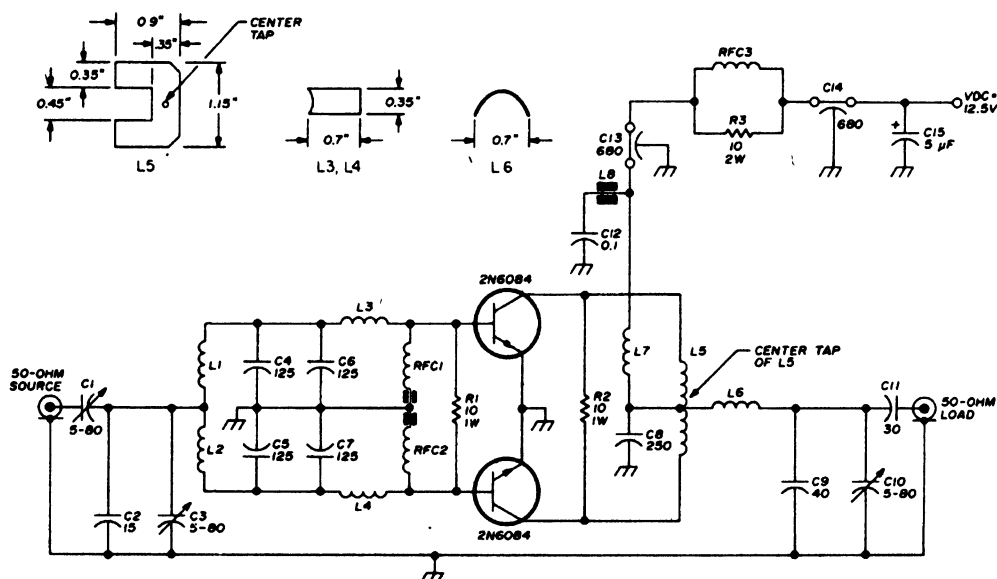 0.9"
.35"
CENTER
TAP
0.35"
0.45"
1.15"
L5
0.35"
0.7"
L3, L4
0.7"
L6
RFC3
R3
10
2W
C14
680
VDC=
12.5V
+
C15
5 µF
C13
680
L8
C12
0.1
2N6084
L3
L1
C4
125
C6
125
RFC1
R1
10
1W
L7
L5
CENTER TAP
OF L5
R2
10
1W
L6
50-OHM
SOURCE
C1
5-80
C11
30
50-OHM
LOAD
L2
C5
125
C7
125
RFC2
C8
250
L4
C2
15
C3
5-80
C9
40
C10
5-80
2N6084